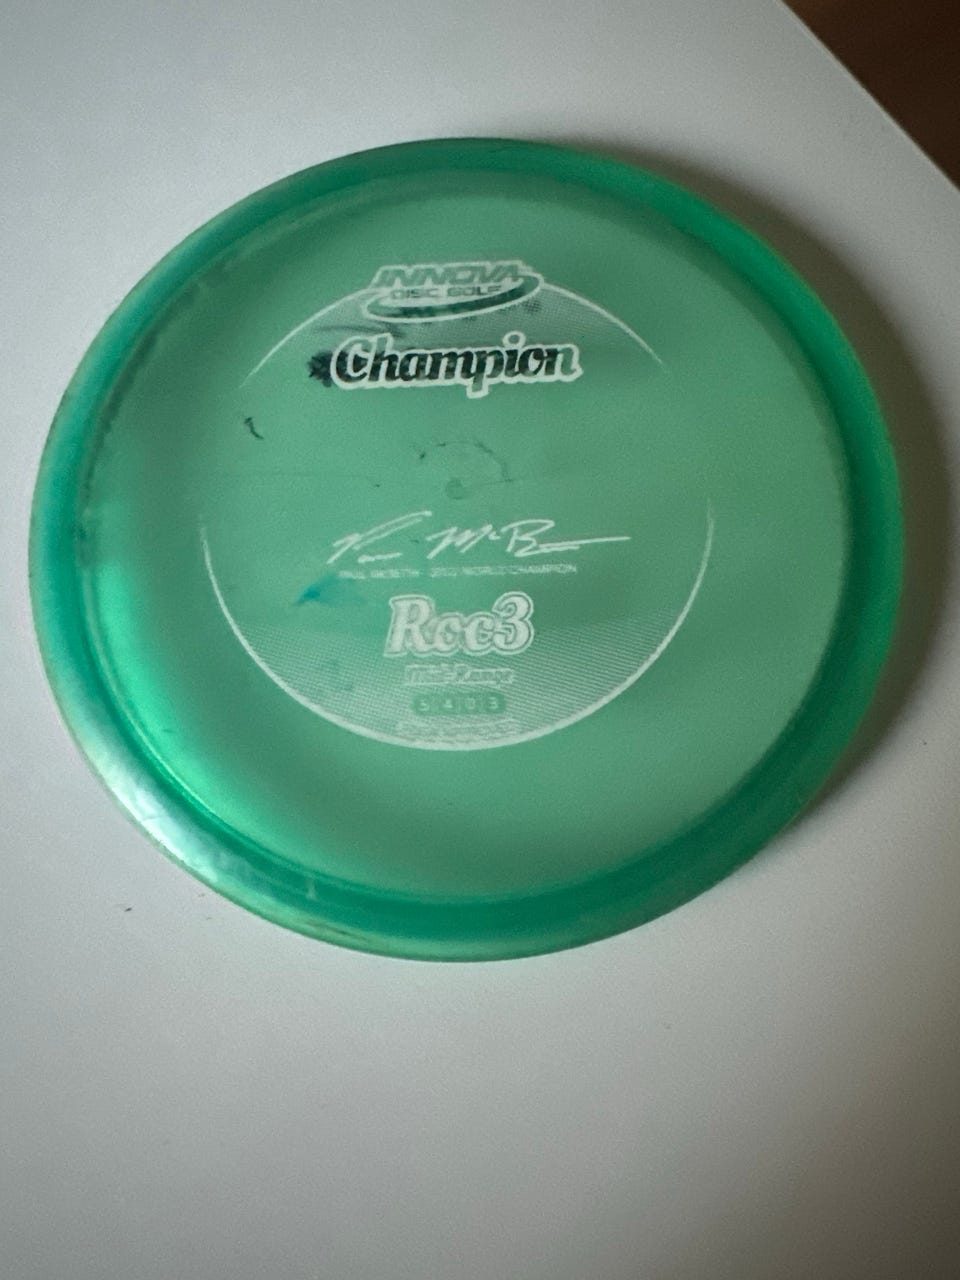 INNOVA
DISC GOLF
Champion
PAUL MCBETH 2012 WORLD CHAMPION
Roc3
Mid-Range
5 4 0 3